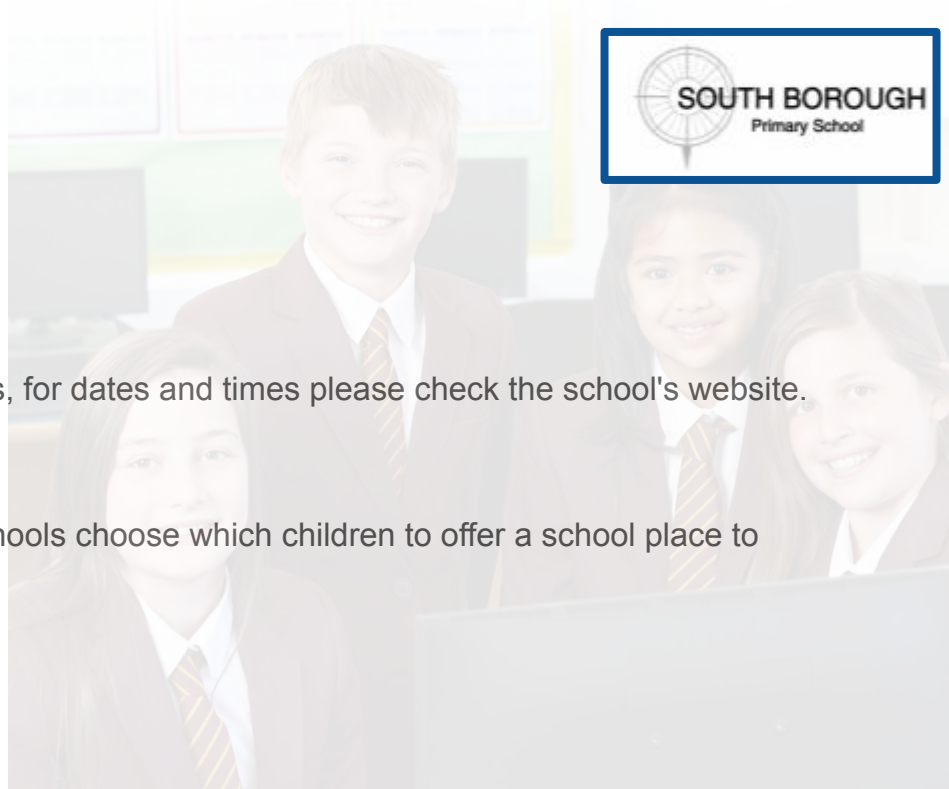 SOUTH BOROUGH
Primary School
, for dates and times please check the school's website.
hools choose which children to offer a school place to